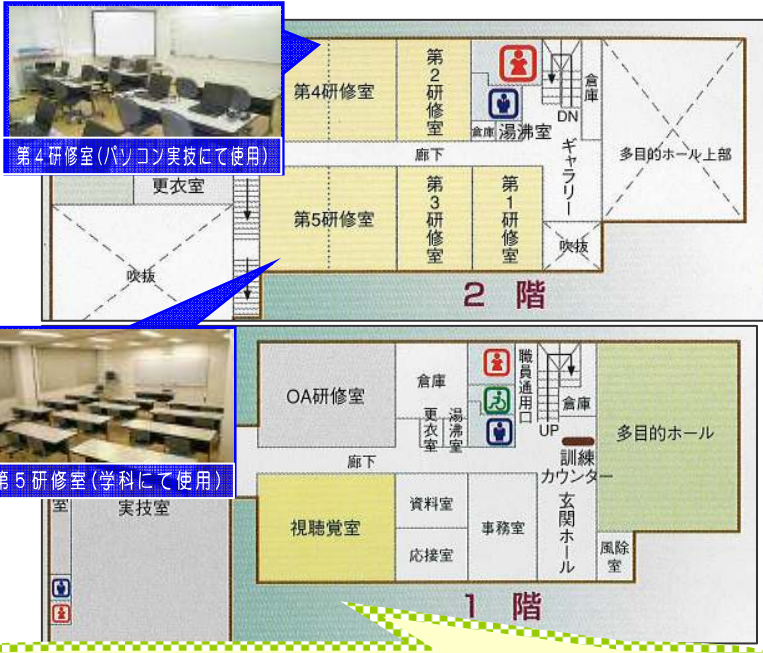 第4研修室(パソコン実技にて使用)
第4研修室
第2研修室
倉庫
湯沸室
DN
倉庫
ギャラリー
多目的ホール上部
廊下
更衣室
吹抜
第5研修室
第3研修室
第1研修室
吹抜
2 階
第5研修室(学科にて使用)
OA研修室
倉庫
更衣室
湯沸室
職員通用口
UP
倉庫
訓練
カウンター
多目的ホール
廊下
室
実技室
視聴覚室
資料室
応接室
事務室
玄関ホール
風除
室
1 階